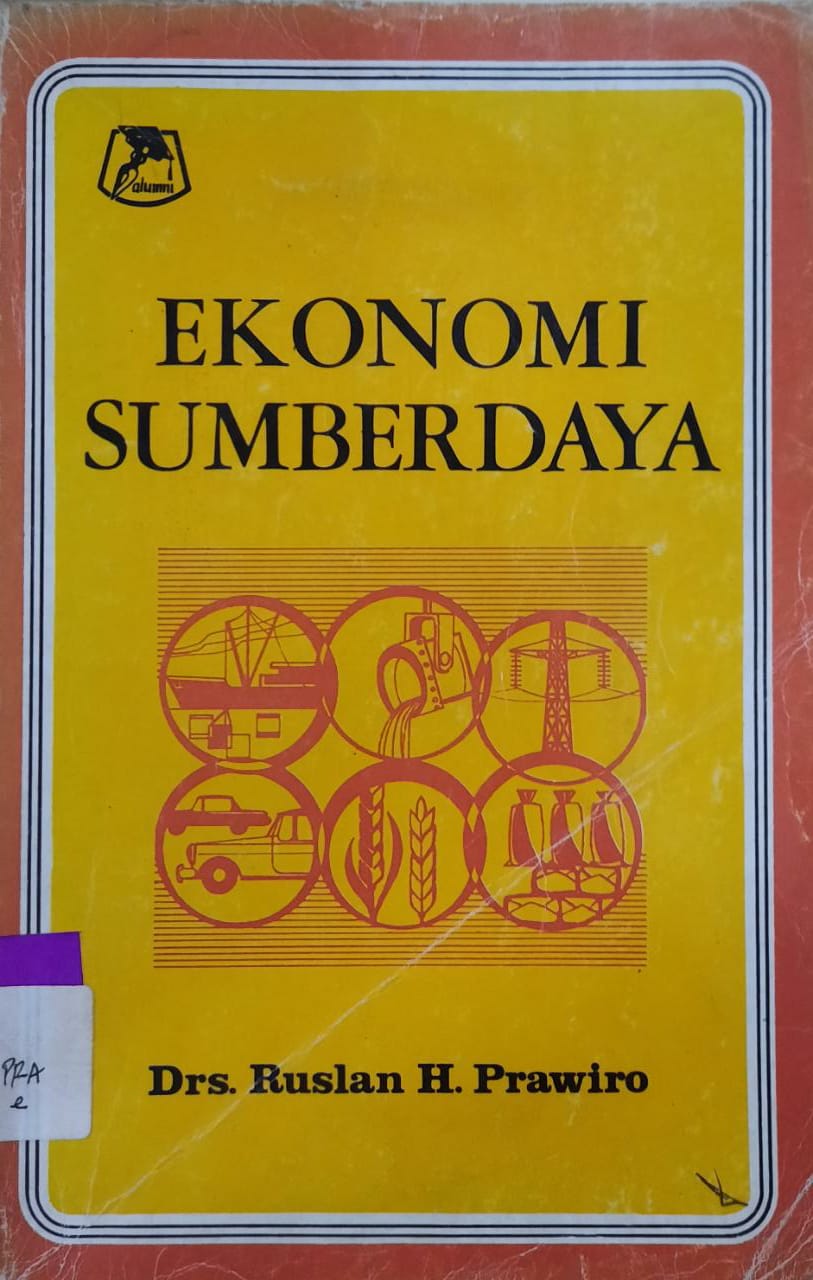 alumni
EKONOMI
SUMBERDAYA
Drs. Ruslan H. Prawiro
PRA
e